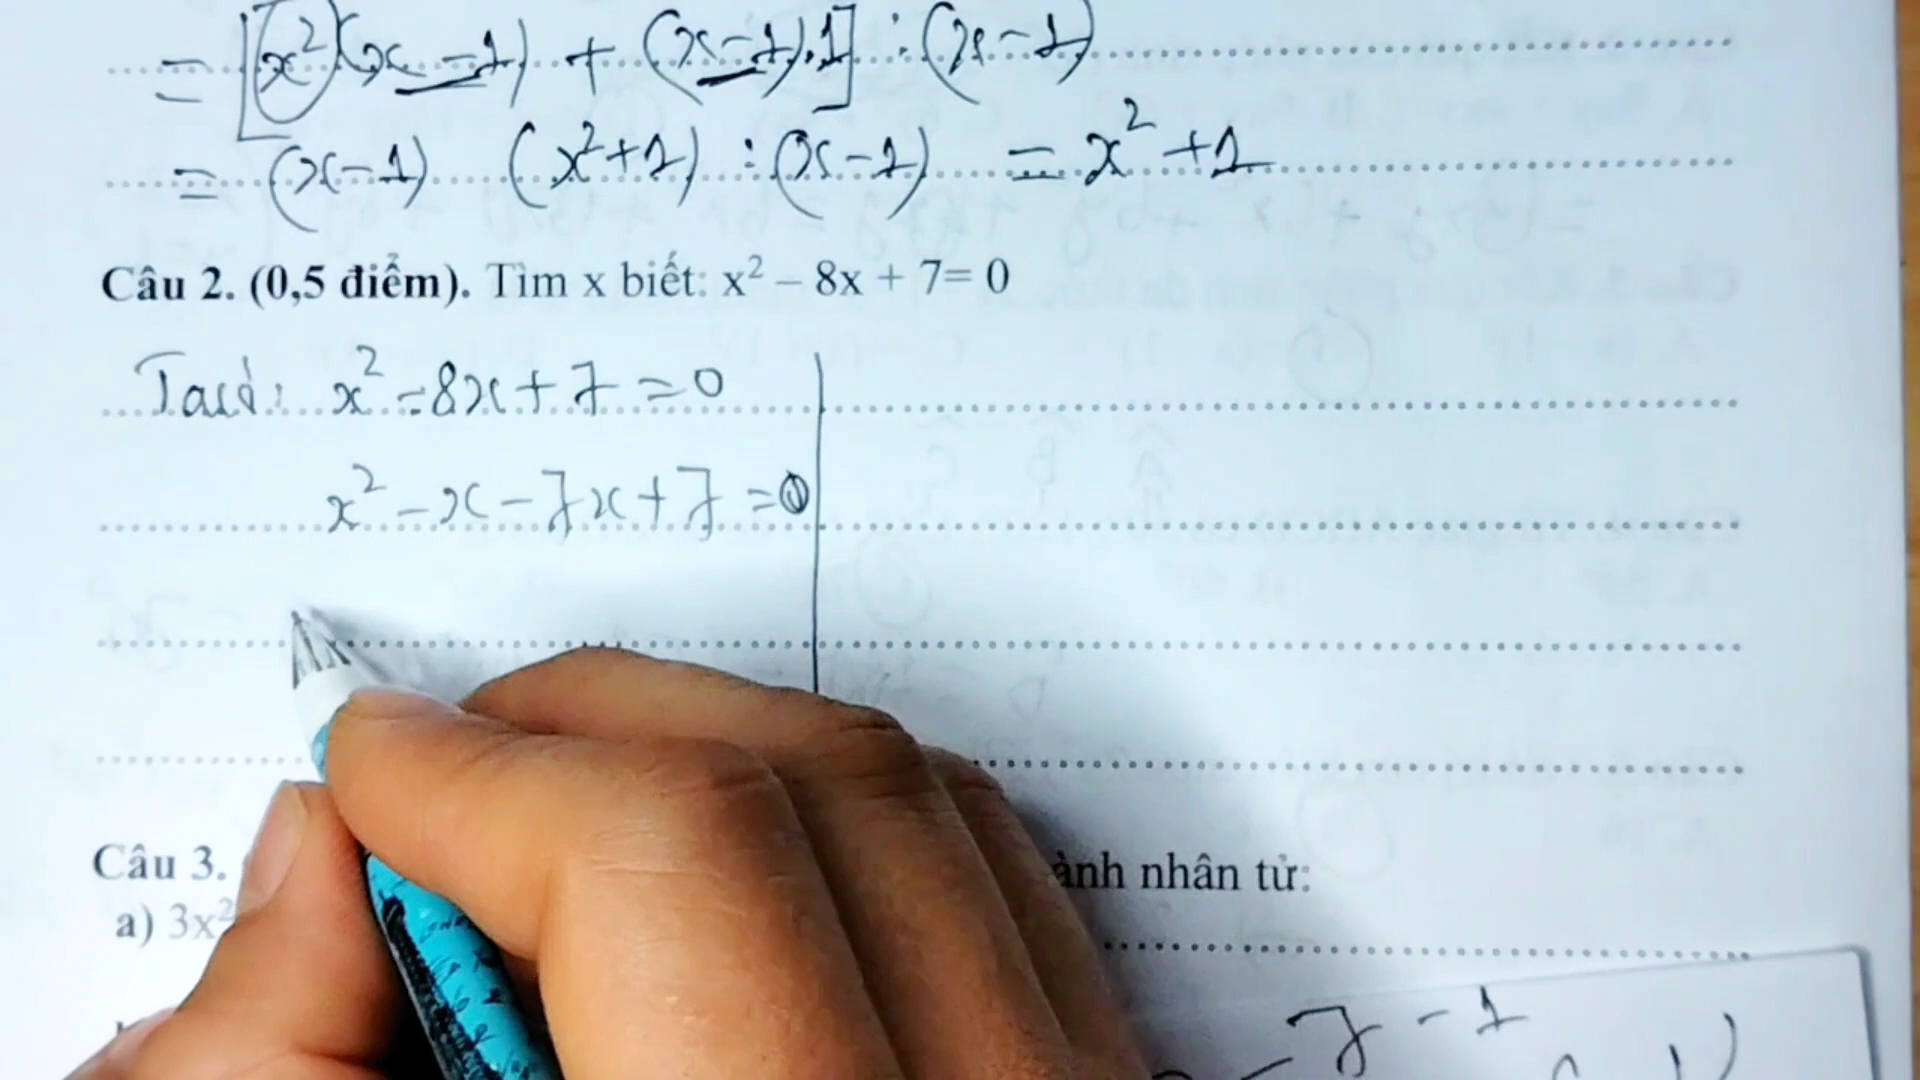 = [x²(x-1) + (x-1).1] : (x-1)
= (x-1) (x²+1) : (x-1) = x²+1
Câu 2. (0,5 điểm). Tìm x biết: x² – 8x + 7= 0
Ta có: x² - 8x + 7 = 0
x² - x - 7x + 7 = 0
Câu 3. ành nhân tử:
a) 3x²
-7 -1